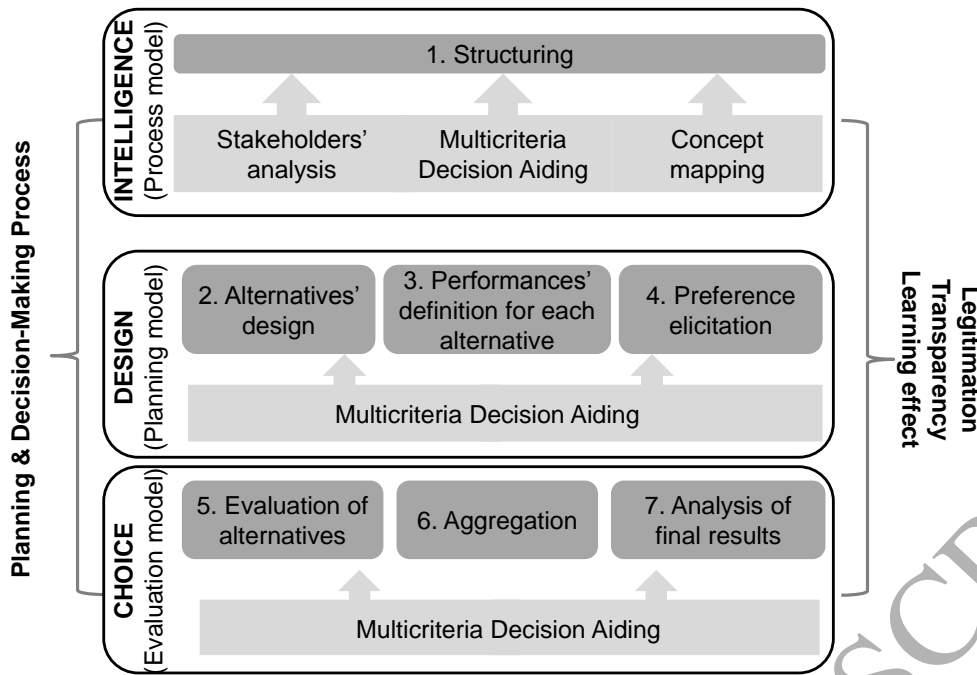 Planning & Decision-Making Process
INTELLIGENCE
(Process model)
1. Structuring
Stakeholders’
analysis
Multicriteria
Decision Aiding
Concept
mapping
DESIGN
(Planning model)
2. Alternatives’
design
3. Performances’
definition for each
alternative
4. Preference
elicitation
Multicriteria Decision Aiding
CHOICE
(Evaluation model)
5. Evaluation of
alternatives
6. Aggregation
7. Analysis of
final results
Multicriteria Decision Aiding
Legitimation
Transparency
Learning effect